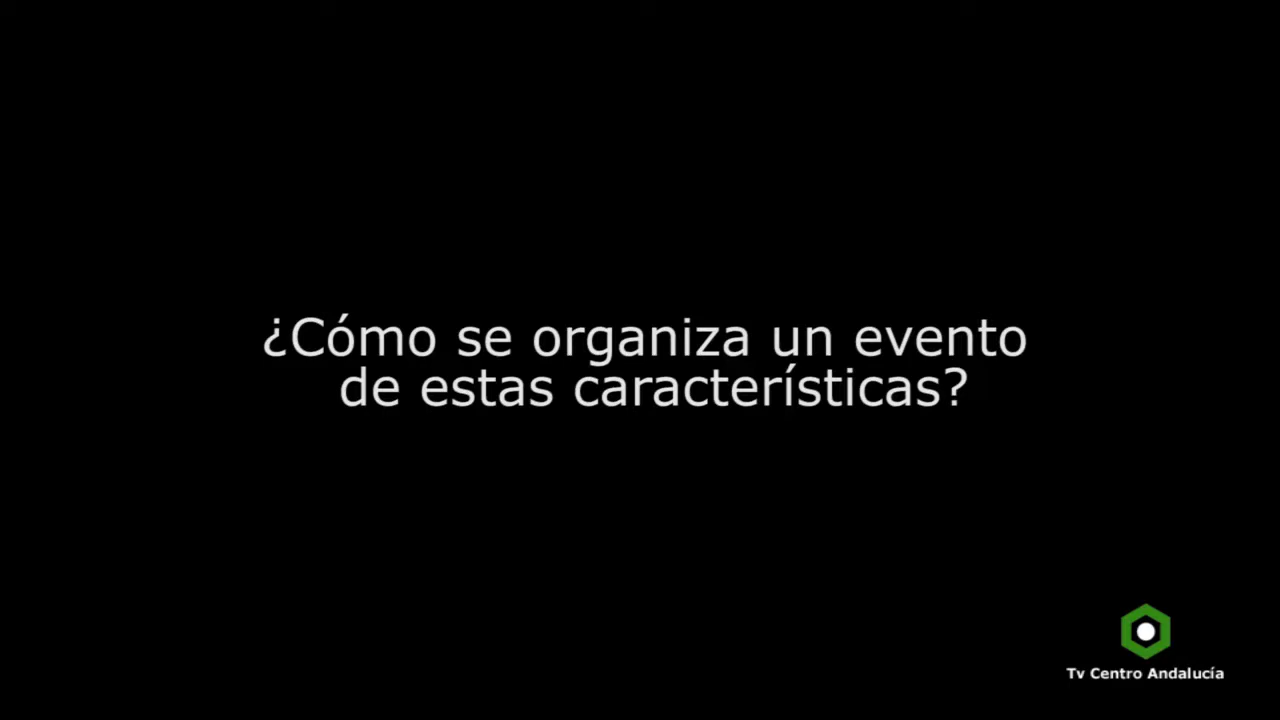 ¿Cómo se organiza un evento
de estas características?
Tv Centro Andalucía